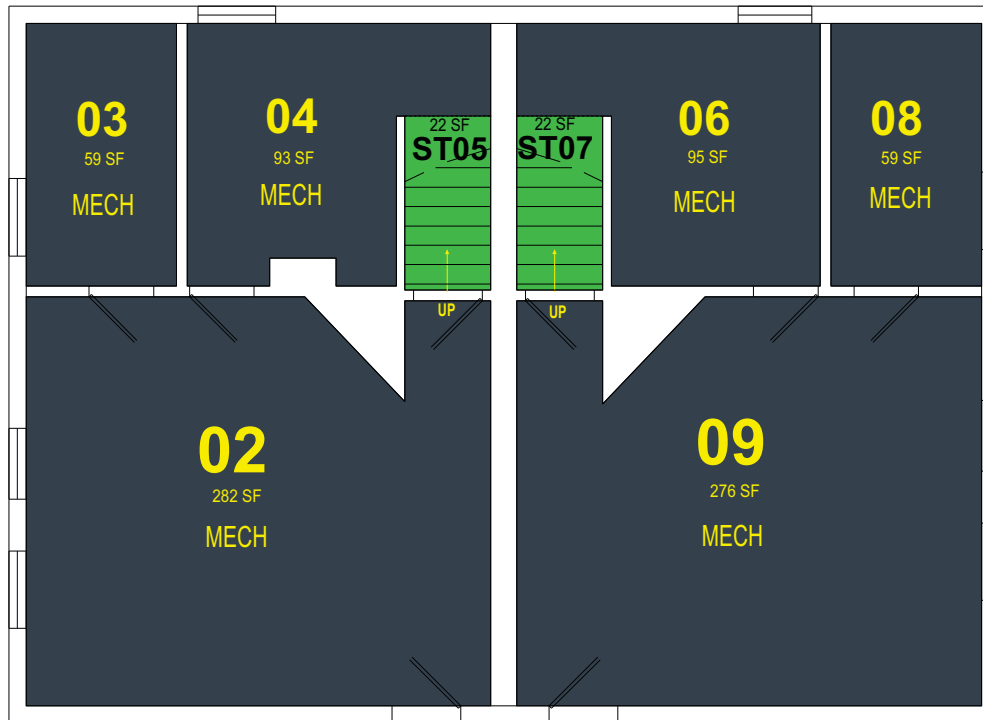 03
59 SF
MECH
04
93 SF
MECH
22 SF
ST05
22 SF
ST07
06
95 SF
MECH
08
59 SF
MECH
UP
UP
02
282 SF
MECH
09
276 SF
MECH